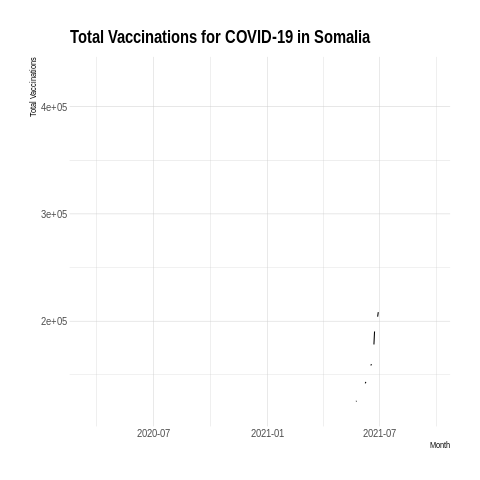 Total Vaccinations for COVID-19 in Somalia
Total Vaccinations
4e+05
3e+05
2e+05
2020-07
2021-01
2021-07
Month